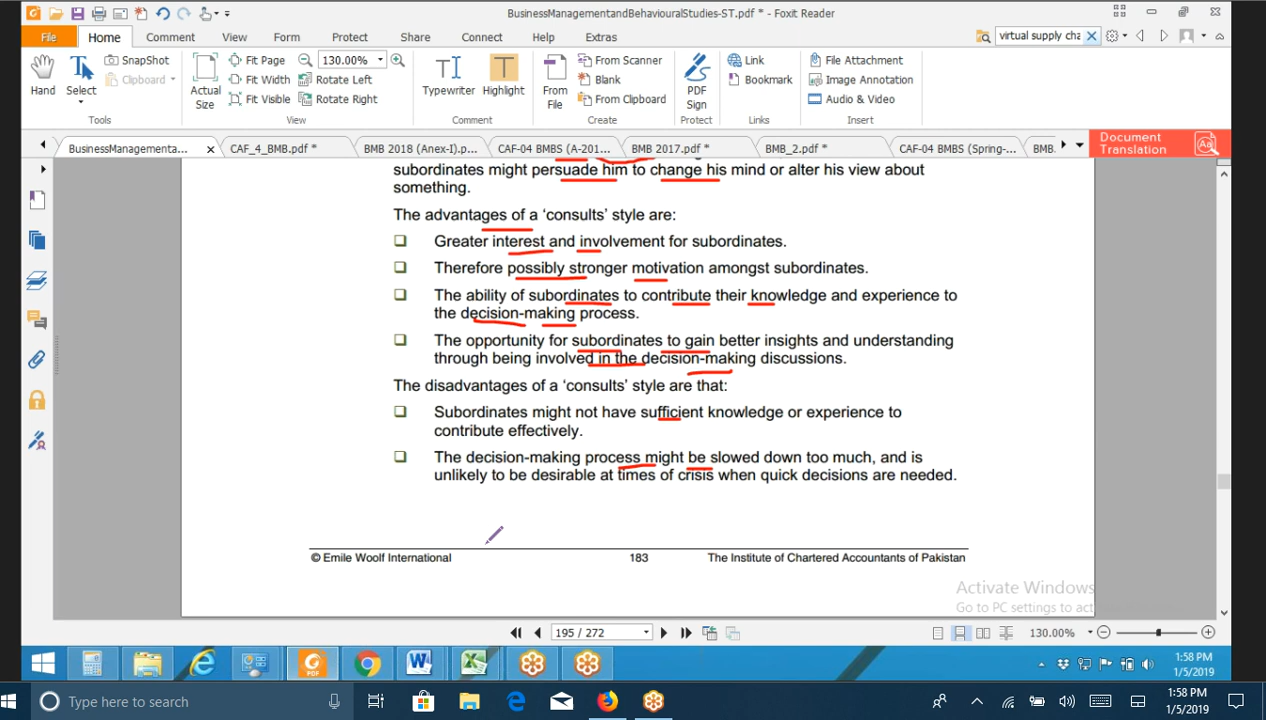 BusinessManagementandBehaviouralStudies-ST.pdf * - Foxit Reader
File Home Comment View Form Protect Share Connect Help Extras
virtual supply cha
Hand
Select
SnapShot
Clipboard
Actual Size
Fit Page
Fit Width
Fit Visible
130.00%
Rotate Left
Rotate Right
Typewriter
Highlight
From File
From Scanner
Blank
From Clipboard
PDF Sign
Link
Bookmark
File Attachment
Image Annotation
Audio & Video
Tools View Comment Create Protect Links Insert
BusinessManagementa... CAF_4_BMB.pdf * BMB 2018 (Anex-I).p... CAF-04 BMBS (A-201... BMB 2017.pdf * BMB_2.pdf * CAF-04 BMBS (Spring-... BMB
Document Translation
subordinates might persuade him to change his mind or alter his view about
something.
The advantages of a ‘consults’ style are:
Greater interest and involvement for subordinates.
Therefore possibly stronger motivation amongst subordinates.
The ability of subordinates to contribute their knowledge and experience to
the decision-making process.
The opportunity for subordinates to gain better insights and understanding
through being involved in the decision-making discussions.
The disadvantages of a ‘consults’ style are that:
Subordinates might not have sufficient knowledge or experience to
contribute effectively.
The decision-making process might be slowed down too much, and is
unlikely to be desirable at times of crisis when quick decisions are needed.
© Emile Woolf International 183 The Institute of Chartered Accountants of Pakistan
Activate Windows
Go to PC settings to act
195 / 272
130.00%
1:58 PM
1/5/2019
Type here to search
1:58 PM
1/5/2019